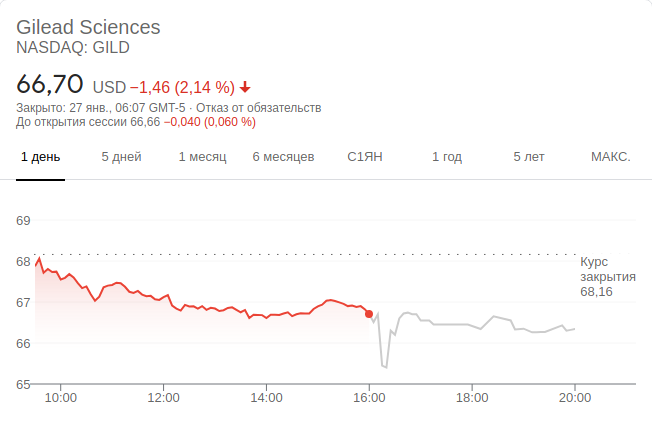 Gilead Sciences
NASDAQ: GILD
66,70 USD −1,46 (2,14 %)
Закрыто: 27 янв., 06:07 GMT-5 · Отказ от обязательств
До открытия сессии 66,66 −0,040 (0,060 %)
1 день 5 дней 1 месяц 6 месяцев С1ЯН 1 год 5 лет МАКС.
69
68
Курс
закрытия
68,16
67
66
65
10:00 12:00 14:00 16:00 18:00 20:00